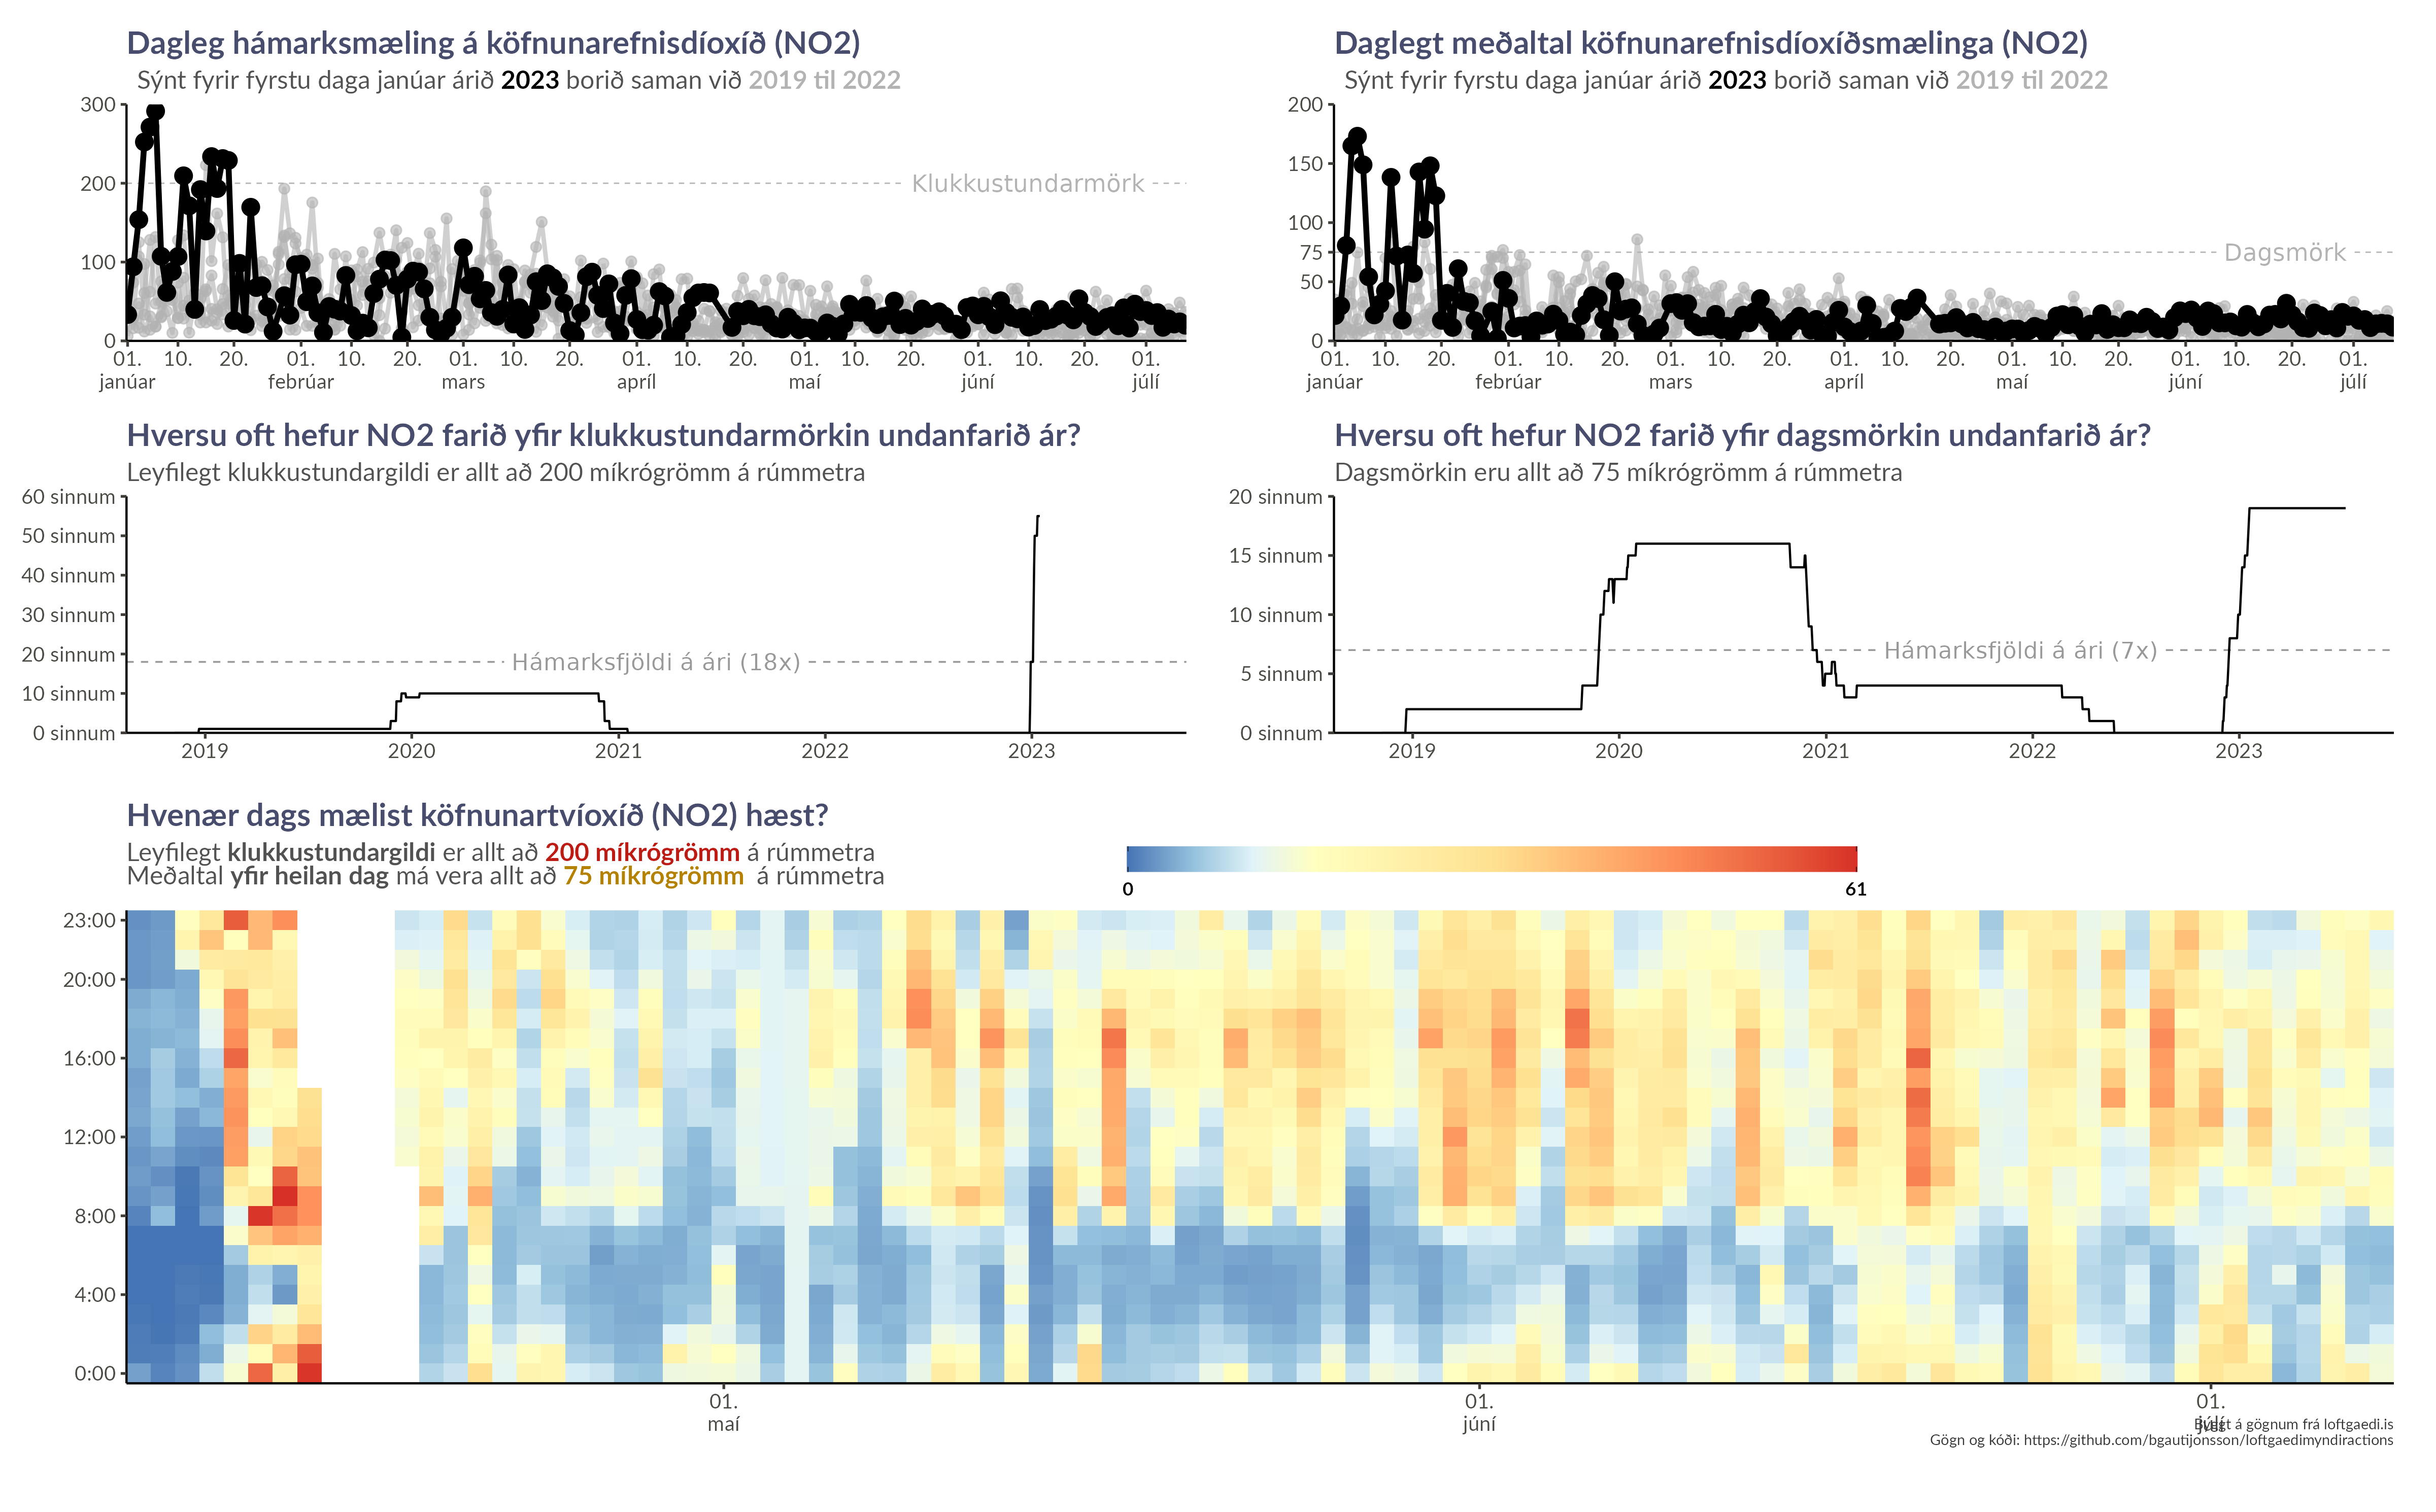 Dagleg hámarksmæling á köfnunarefnisdíoxíð (NO2)
Sýnt fyrir fyrstu daga janúar árið 2023 borið saman við 2019 til 2022
300
200
100
0
Klukkustundarmörk
01. 10. 20. 01. 10. 20. 01. 10. 20. 01. 10. 20. 01. 10. 20. 01. 10. 20. 01.
janúar febrúar mars apríl maí júní júlí
Daglegt meðaltal köfnunarefnisdíoxíðsmælinga (NO2)
Sýnt fyrir fyrstu daga janúar árið 2023 borið saman við 2019 til 2022
200
150
100
75
50
0
Dagsmörk
01. 10. 20. 01. 10. 20. 01. 10. 20. 01. 10. 20. 01. 10. 20. 01. 10. 20. 01.
janúar febrúar mars apríl maí júní júlí
Hversu oft hefur NO2 farið yfir klukkustundarmörkin undanfarið ár?
Leyfilegt klukkustundargildi er allt að 200 míkrógrömm á rúmmetra
60 sinnum
50 sinnum
40 sinnum
30 sinnum
20 sinnum
10 sinnum
0 sinnum
Hámarksfjöldi á ári (18x)
2019 2020 2021 2022 2023
Hversu oft hefur NO2 farið yfir dagsmörkin undanfarið ár?
Dagsmörkin eru allt að 75 míkrógrömm á rúmmetra
20 sinnum
15 sinnum
10 sinnum
5 sinnum
0 sinnum
Hámarksfjöldi á ári (7x)
2019 2020 2021 2022 2023
Hvenær dags mælist köfnunartvíoxíð (NO2) hæst?
Leyfilegt klukkustundargildi er allt að 200 míkrógrömm á rúmmetra
Meðaltal yfir heilan dag má vera allt að 75 míkrógrömm á rúmmetra
0 61
23:00
20:00
16:00
12:00
8:00
4:00
0:00
01. 01. 01.
maí júní júlí
Byggt á gögnum frá loftgaedi.is
Gögn og kóði: https://github.com/bgautijonsson/loftgaedimyndiractions